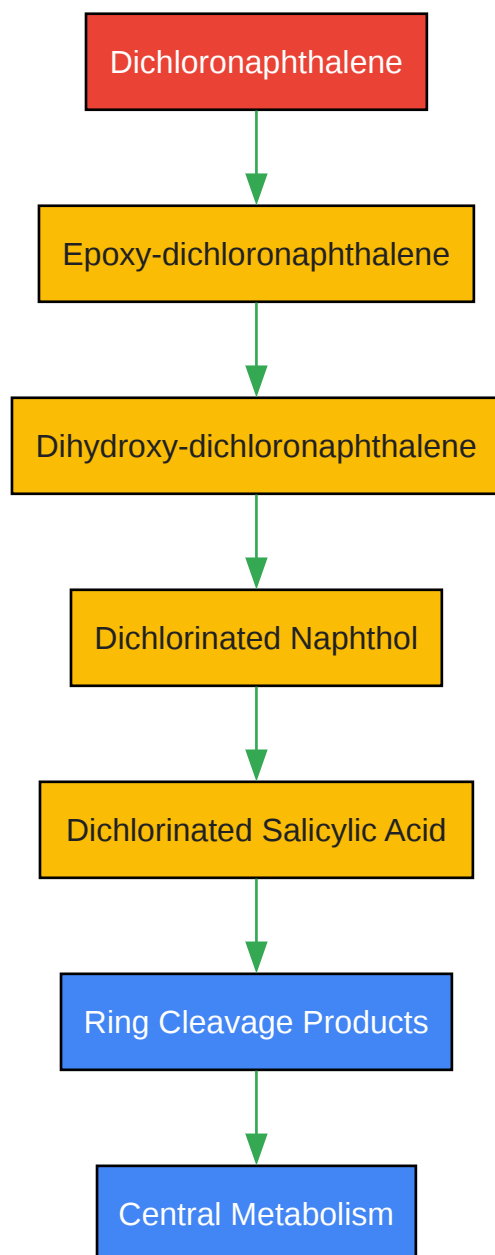 Dichloronaphthalene
Epoxy-dichloronaphthalene
Dihydroxy-dichloronaphthalene
Dichlorinated Naphthol
Dichlorinated Salicylic Acid
Ring Cleavage Products
Central Metabolism